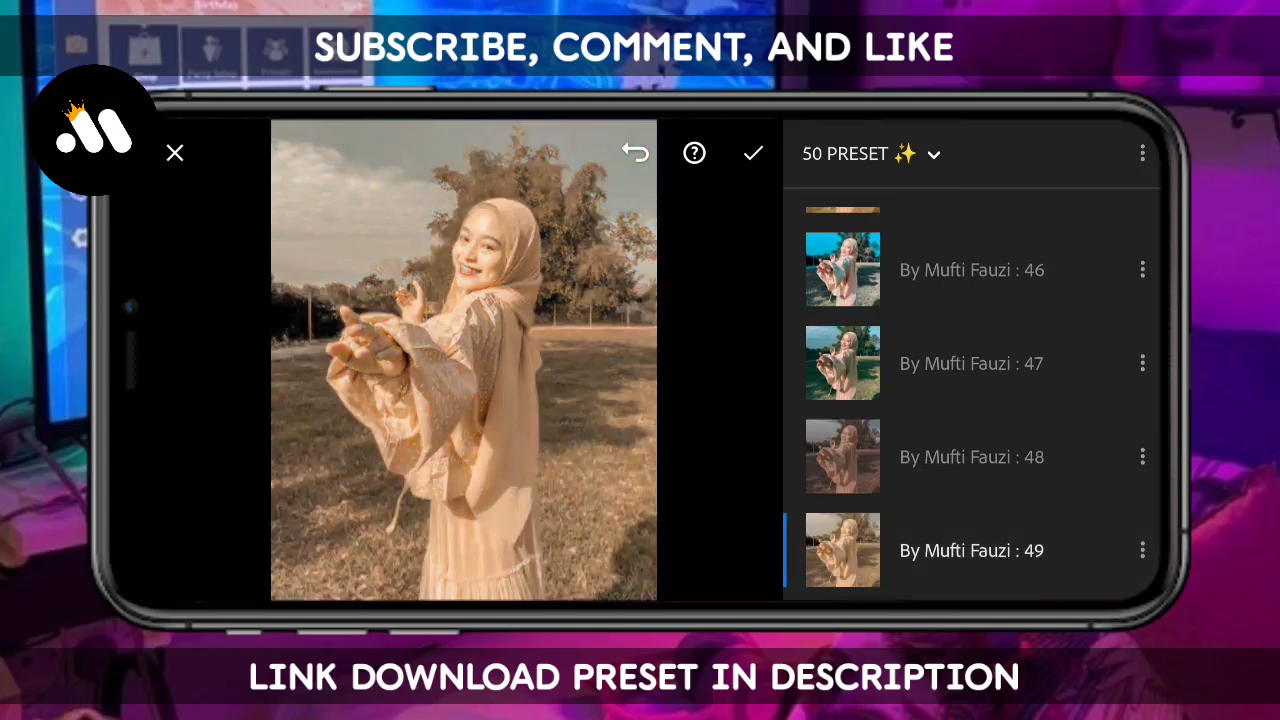 Birthday
SUBSCRIBE, COMMENT, AND LIKE
50 PRESET ✨
By Mufti Fauzi : 46
By Mufti Fauzi : 47
By Mufti Fauzi : 48
By Mufti Fauzi : 49
LINK DOWNLOAD PRESET IN DESCRIPTION